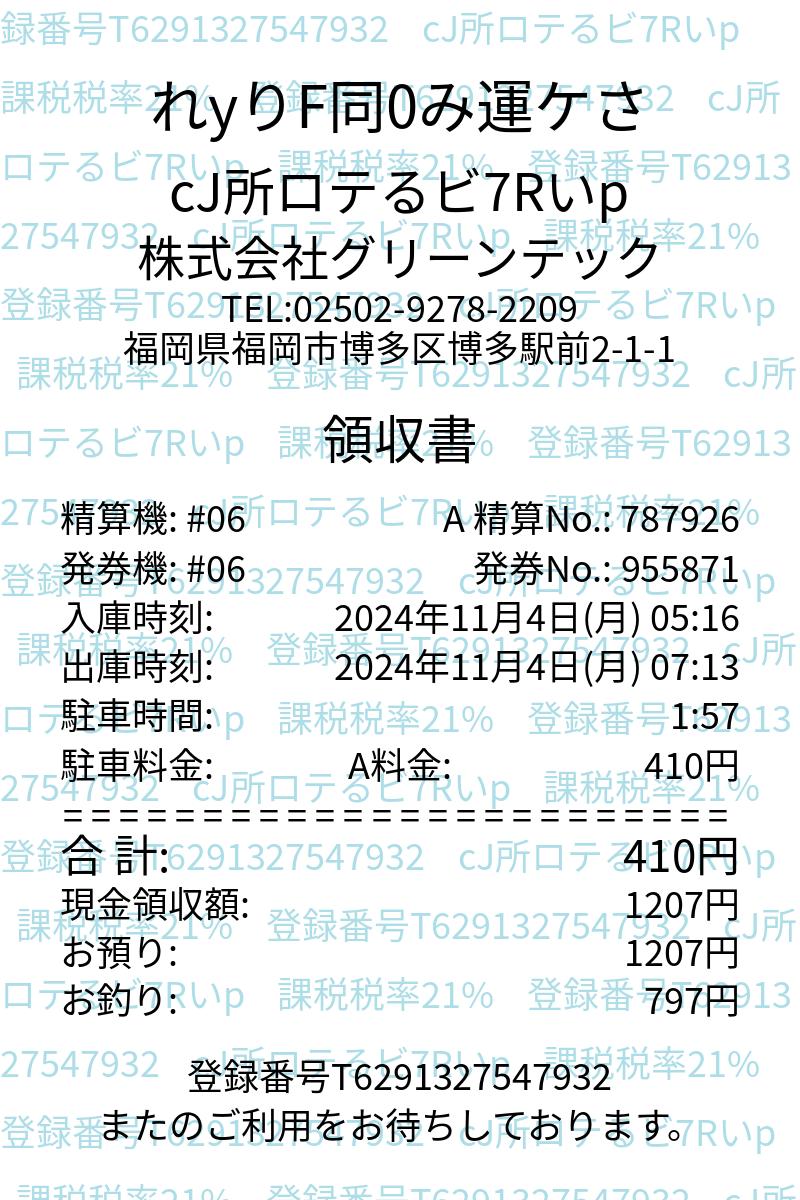 れyりF同0み運ケさ
cJ所ロテるビ7Rいp
株式会社グリーンテック
TEL:02502-9278-2209
福岡県福岡市博多区博多駅前2-1-1
領収書
精算機: #06 A 精算No.: 787926
発券機: #06 発券No.: 955871
入庫時刻: 2024年11月4日(月) 05:16
出庫時刻: 2024年11月4日(月) 07:13
駐車時間: 1:57
駐車料金: A料金: 410円
========================
合 計: 410円
現金領収額: 1207円
お預り: 1207円
お釣り: 797円
登録番号T6291327547932
またのご利用をお待ちしております。